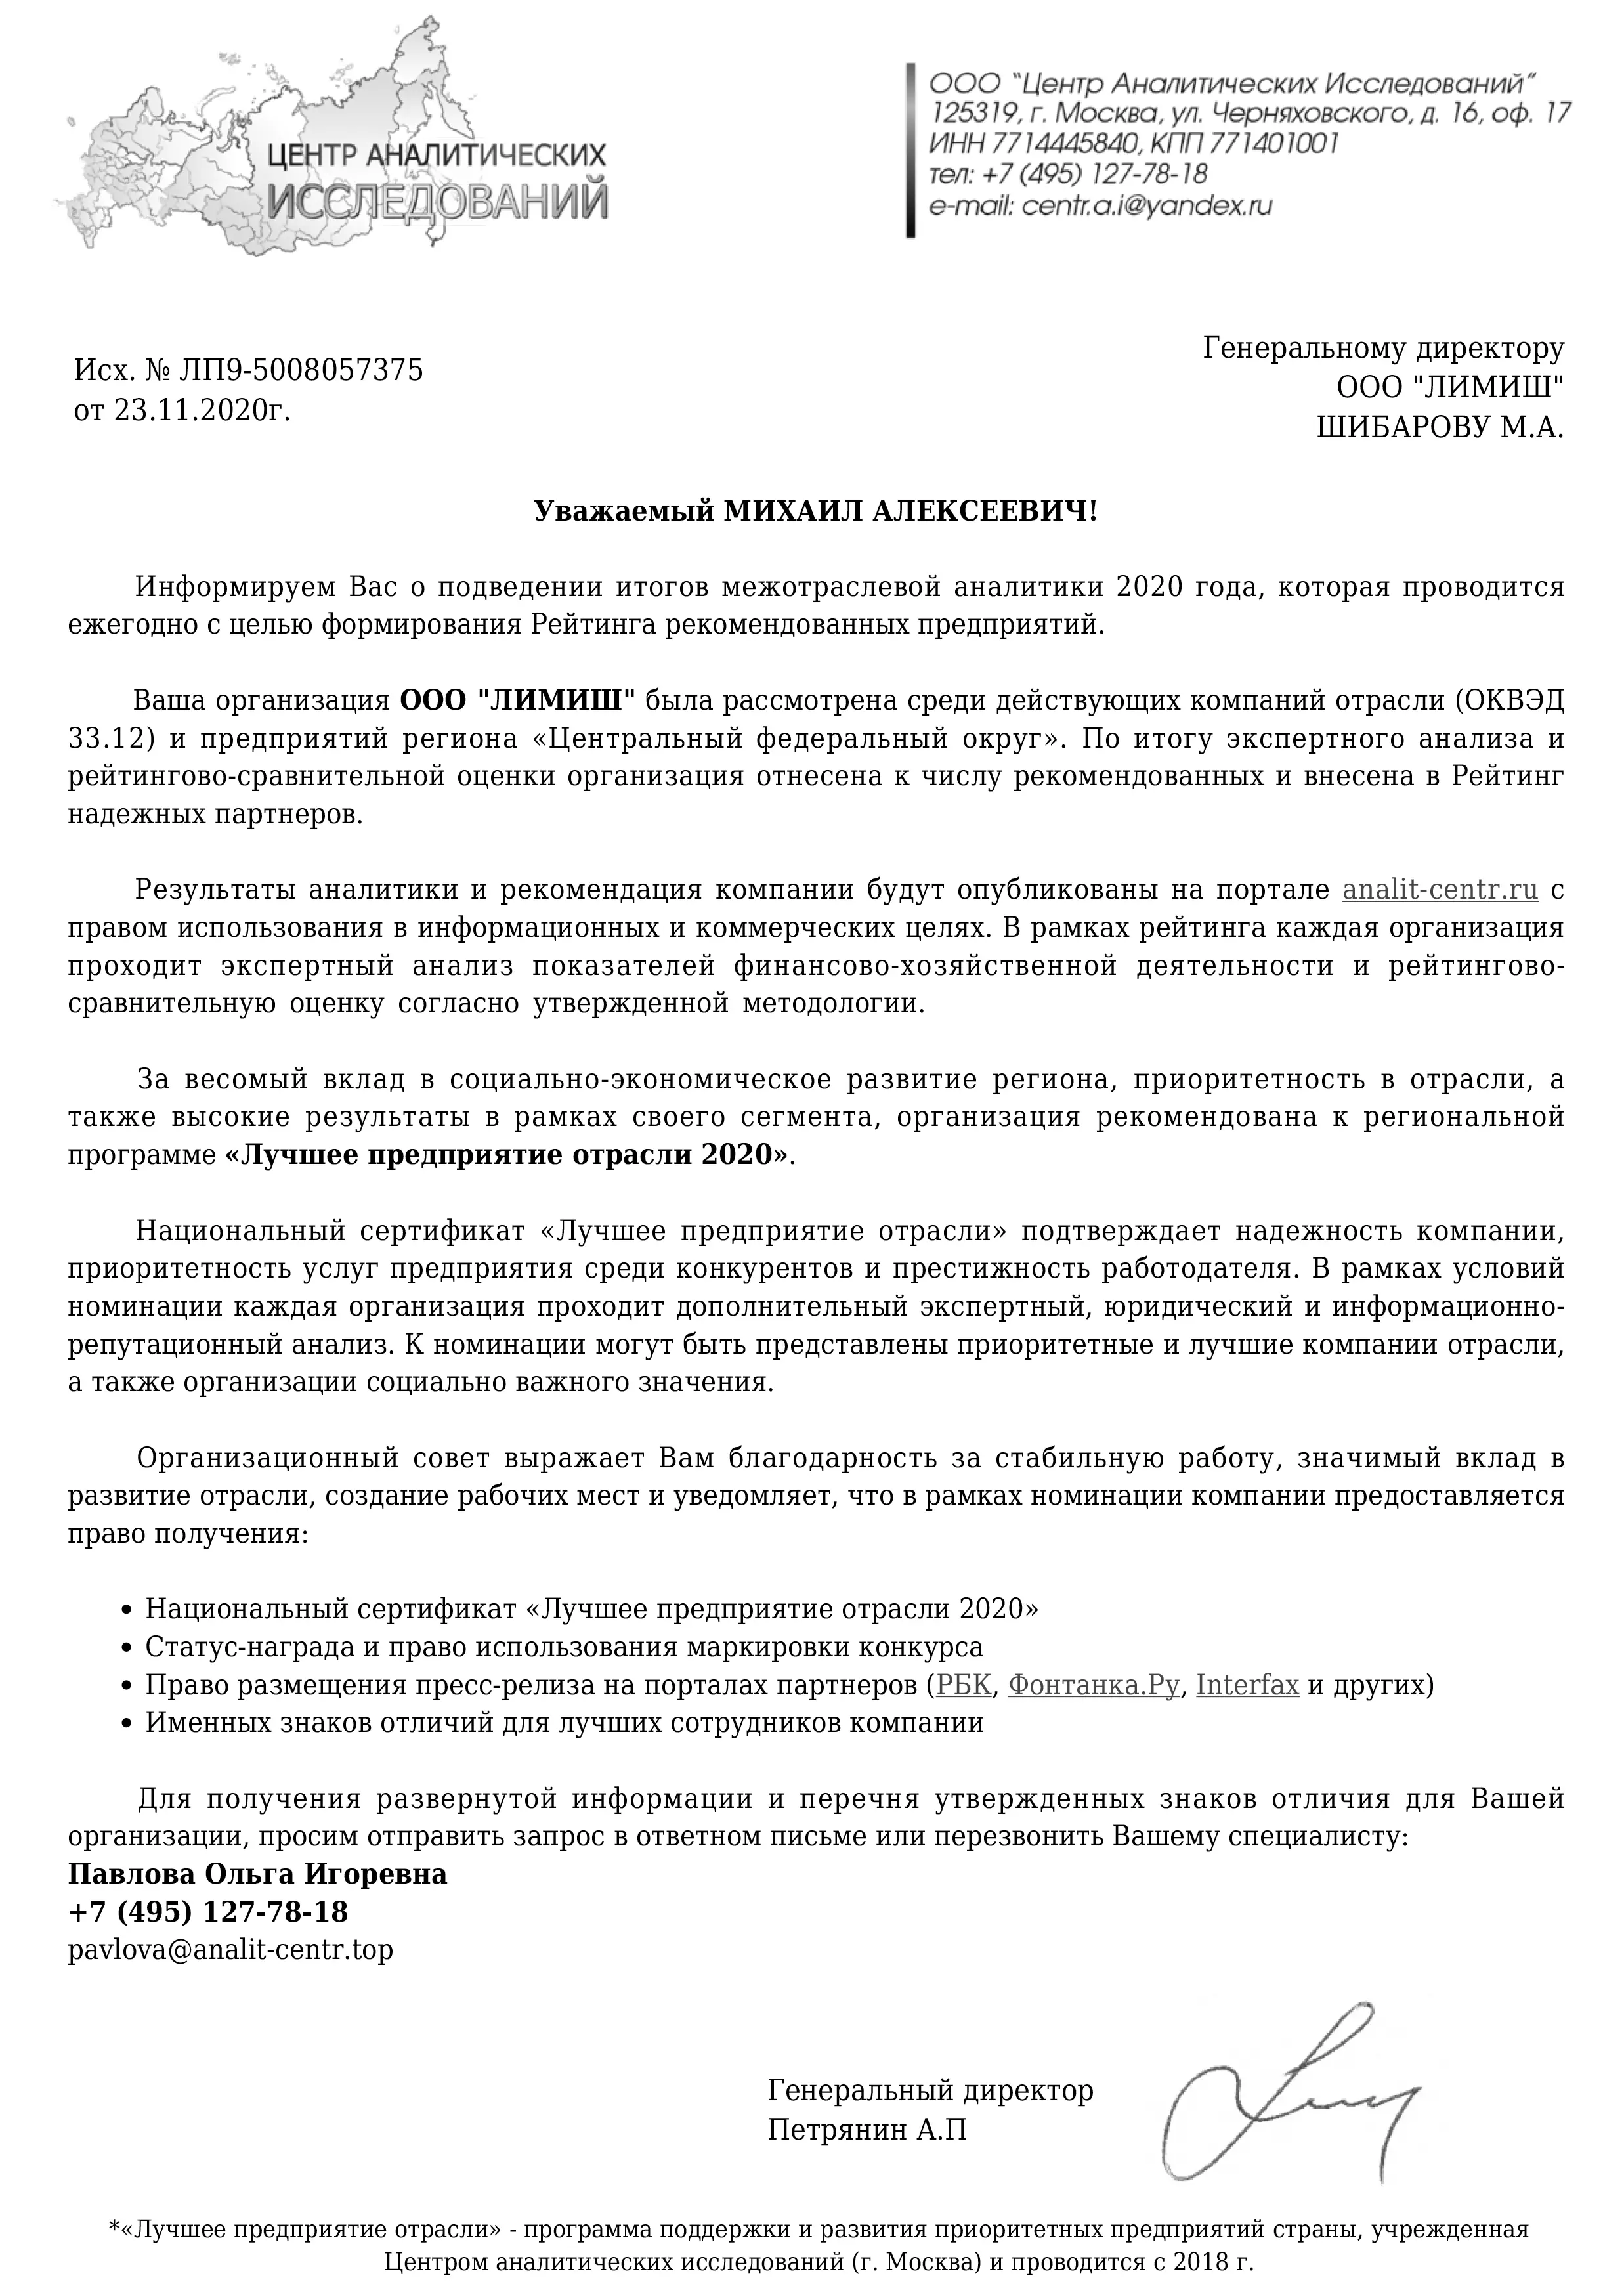 ЦЕНТР АНАЛИТИЧЕСКИХ
ИССЛЕДОВАНИЙ
ООО “Центр Аналитических Исследований”
125319, г. Москва, ул. Черняховского, д. 16, оф. 17
ИНН 7714445840, КПП 771401001
тел: +7 (495) 127-78-18
e-mail: centr.a.i@yandex.ru
Исх. № ЛП9-5008057375
от 23.11.2020г.
Генеральному директору
ООО "ЛИМИШ"
ШИБАРОВУ М.А.
Уважаемый МИХАИЛ АЛЕКСЕЕВИЧ!
Информируем Вас о подведении итогов межотраслевой аналитики 2020 года, которая проводится
ежегодно с целью формирования Рейтинга рекомендованных предприятий.
Ваша организация ООО "ЛИМИШ" была рассмотрена среди действующих компаний отрасли (ОКВЭД
33.12) и предприятий региона «Центральный федеральный округ». По итогу экспертного анализа и
рейтингово-сравнительной оценки организация отнесена к числу рекомендованных и внесена в Рейтинг
надежных партнеров.
Результаты аналитики и рекомендация компании будут опубликованы на портале analit-centr.ru с
правом использования в информационных и коммерческих целях. В рамках рейтинга каждая организация
проходит экспертный анализ показателей финансово-хозяйственной деятельности и рейтингово-
сравнительную оценку согласно утвержденной методологии.
За весомый вклад в социально-экономическое развитие региона, приоритетность в отрасли, а
также высокие результаты в рамках своего сегмента, организация рекомендована к региональной
программе «Лучшее предприятие отрасли 2020».
Национальный сертификат «Лучшее предприятие отрасли» подтверждает надежность компании,
приоритетность услуг предприятия среди конкурентов и престижность работодателя. В рамках условий
номинации каждая организация проходит дополнительный экспертный, юридический и информационно-
репутационный анализ. К номинации могут быть представлены приоритетные и лучшие компании отрасли,
а также организации социально важного значения.
Организационный совет выражает Вам благодарность за стабильную работу, значимый вклад в
развитие отрасли, создание рабочих мест и уведомляет, что в рамках номинации компании предоставляется
право получения:
• Национальный сертификат «Лучшее предприятие отрасли 2020»
• Статус-награда и право использования маркировки конкурса
• Право размещения пресс-релиза на порталах партнеров (РБК, Фонтанка.Ру, Interfax и других)
• Именных знаков отличий для лучших сотрудников компании
Для получения развернутой информации и перечня утвержденных знаков отличия для Вашей
организации, просим отправить запрос в ответном письме или перезвонить Вашему специалисту:
Павлова Ольга Игоревна
+7 (495) 127-78-18
pavlova@analit-centr.top
Генеральный директор
Петрянин А.П
*«Лучшее предприятие отрасли» - программа поддержки и развития приоритетных предприятий страны, учрежденная
Центром аналитических исследований (г. Москва) и проводится с 2018 г.